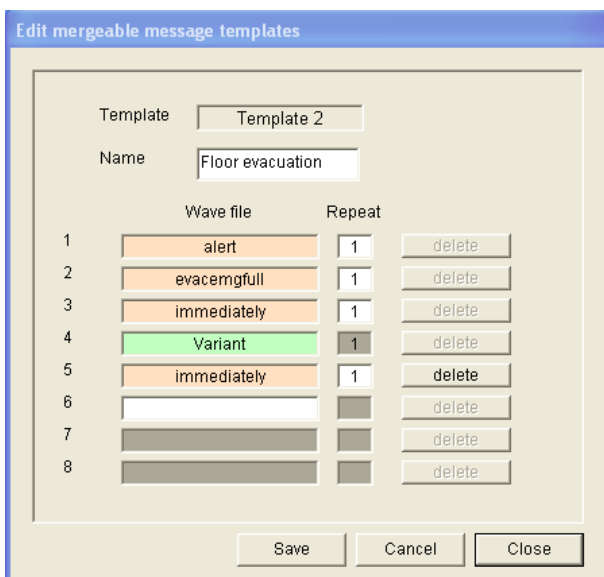 Edit mergeable message templates
Template Template 2
Name Floor evacuation
Wave file Repeat
1 alert 1 delete
2 evacemgfull 1 delete
3 immediately 1 delete
4 Variant 1 delete
5 immediately 1 delete
6 delete
7 delete
8 delete
Save Cancel Close